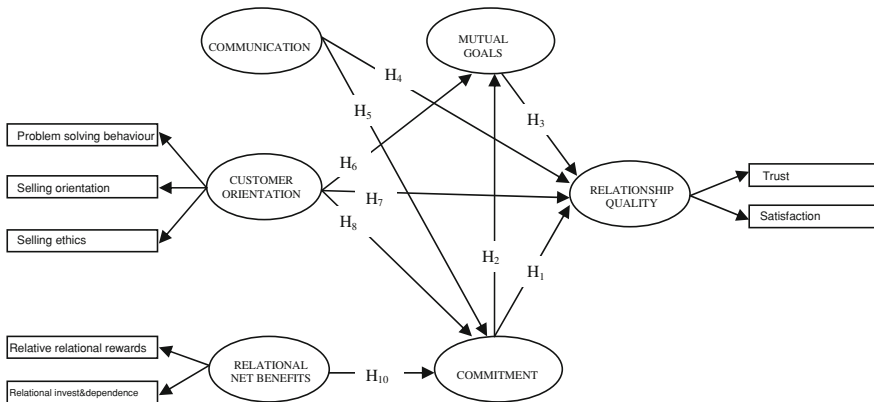 COMMUNICATION
MUTUAL
GOALS
H4
H5
H3
Problem solving behaviour
Selling orientation
Selling ethics
CUSTOMER
ORIENTATION
H6
H7
H8
RELATIONSHIP
QUALITY
Trust
Satisfaction
H2
H1
Relative relational rewards
Relational invest&dependence
RELATIONAL
NET BENEFITS
H10
COMMITMENT